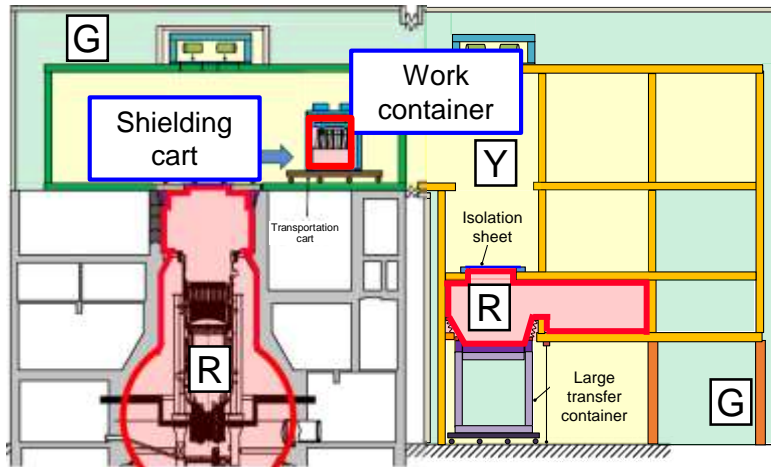 G
Work
container
Shielding
cart
Y
Transportation
cart
Isolation
sheet
R
R
Large
transfer
container
G